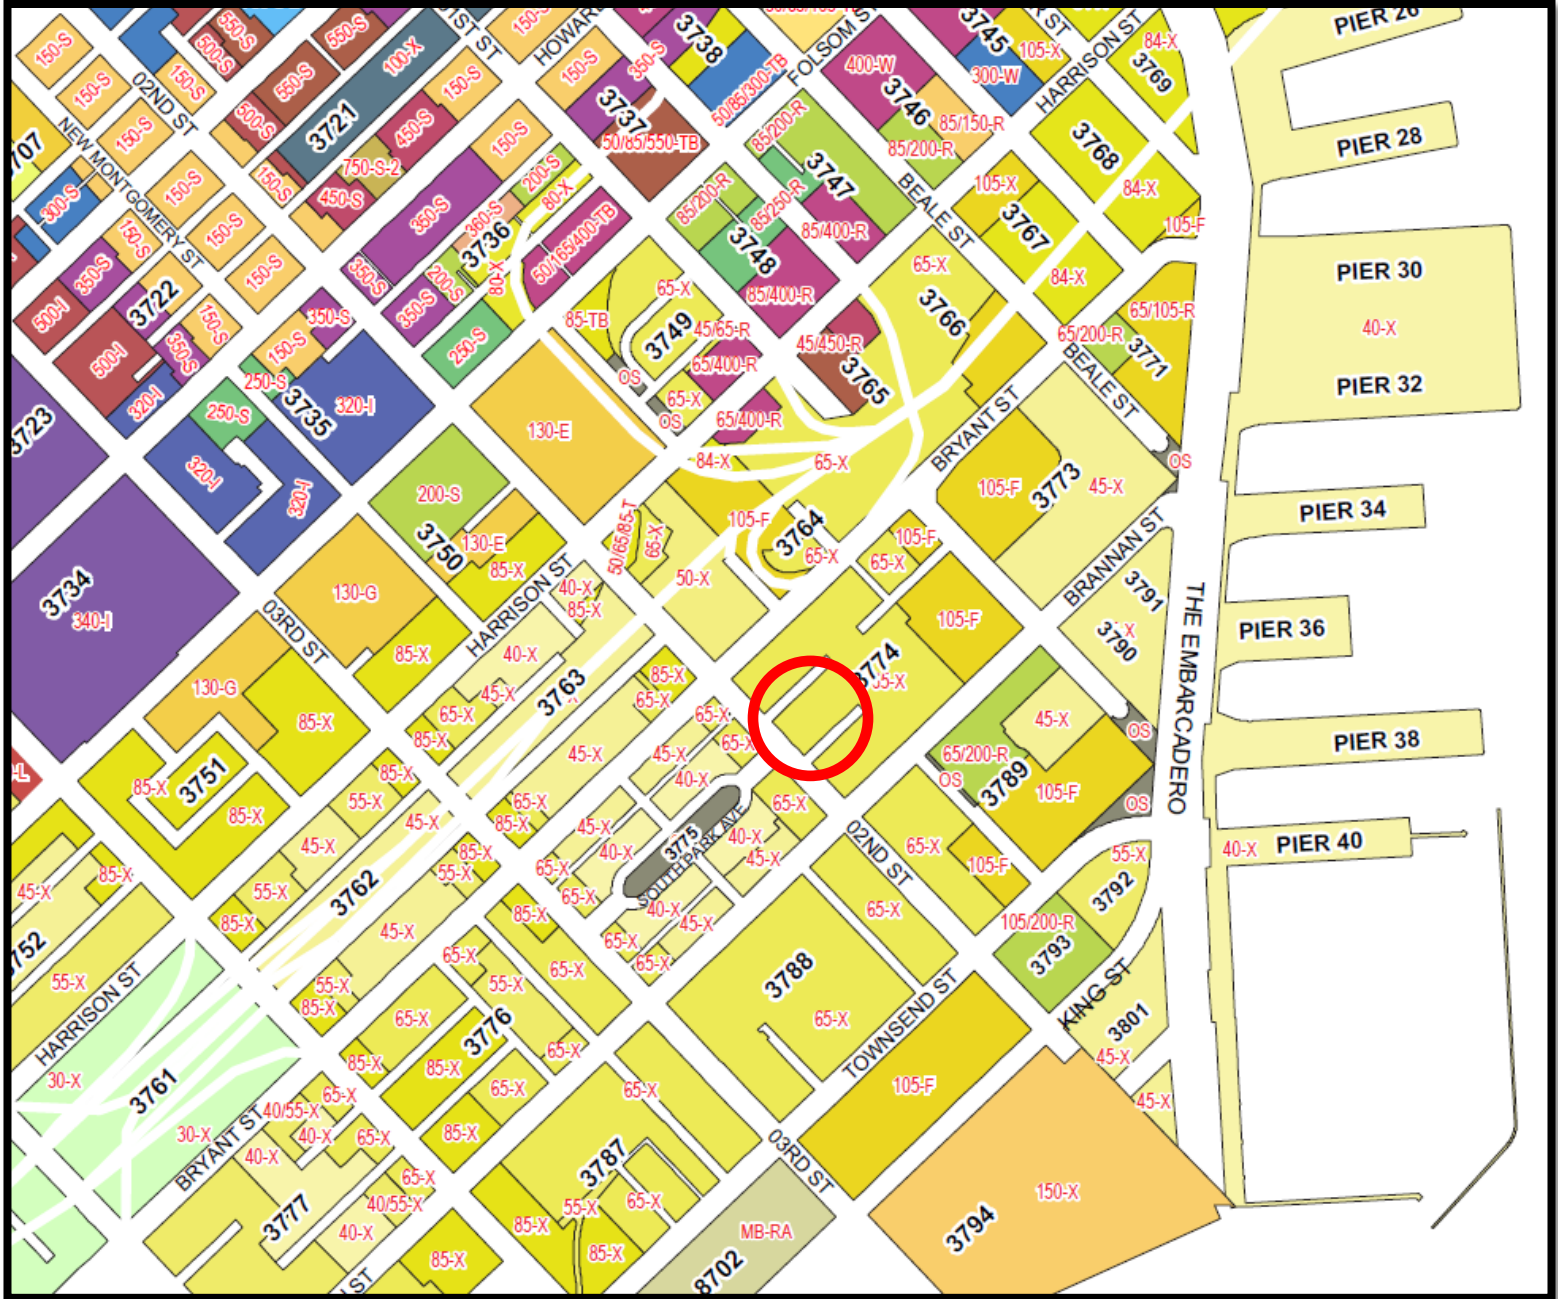 150-S
550-S
500-S
550-S
01ST ST
150-S
HOWARD
3738
350-S
FOLSOM ST
3745
105-X
HARRISON ST
84-X
3769
PIER 26
150-S
150-S
02ND ST
150-S
550-S
100-X
150-S
150-S
3737
50/85/300-TB
400-W
3746
300-W
3707
NEW MONTGOMERY ST
500-S
3721
450-S
150-S
50/85/550-TB
85/200-R
85/150-R
85/200-R
3768
PIER 28
300-S
150-S
150-S
750-S-2
450-S
350-S
200-S
80-X
85/200-R
3747
BEALE ST
105-X
84-X
150-S
150-S
360-S
3736
50/165/400-TB
85/250-R
85/400-R
3767
105-F
350-S
150-S
350-S
200-S
80-X
3748
65-X
84-X
PIER 30
500-I
3722
150-S
350-S
350-S
65-X
85/400-R
3766
65/105-R
40-X
500-I
350-S
150-S
250-S
85-TB
3749
45/65-R
45/450-R
65/200-R
3771
320-I
250-S
250-S
3735
320-I
OS
65/400-R
3765
BEALE ST
PIER 32
3723
130-E
65-X
OS
65/400-R
BRYANT ST
320-I
320-I
200-S
84-X
65-X
105-F
3773
45-X
OS
3734
340-I
3750
130-E
85-X
50/65/85-T
65-X
105-F
3764
65-X
105-F
65-X
BRANNAN ST
PIER 34
130-G
HARRISON ST
40-X
85-X
50-X
3791
3790
THE EMBARCADERO
03RD ST
85-X
40-X
105-F
PIER 36
130-G
85-X
45-X
3763
85-X
65-X
3774
65-X
85-X
65-X
65-X
45-X
OS
PIER 38
3751
85-X
85-X
45-X
45-X
65-X
40-X
65/200-R
OS
3789
105-F
OS
85-X
55-X
45-X
65-X
85-X
45-X
3775
SOUTH PARK AVE
65-X
02ND ST
65-X
45-X
85-X
45-X
85-X
55-X
40-X
40-X
45-X
105-F
55-X
40-X
PIER 40
55-X
3762
65-X
65-X
3792
3752
85-X
45-X
85-X
40-X
45-X
65-X
105/200-R
3793
55-X
HARRISON ST
65-X
55-X
65-X
65-X
65-X
3788
TOWNSEND ST
KING ST
55-X
85-X
65-X
3776
65-X
65-X
3801
45-X
30-X
3761
85-X
85-X
65-X
65-X
105-F
45-X
30-X
BRYANT ST
40/55-X
65-X
40-X
65-X
85-X
03RD ST
40-X
3787
65-X
150-X
3777
40/55-X
40-X
85-X
55-X
65-X
85-X
MB-RA
3794
85-X
8702
ST